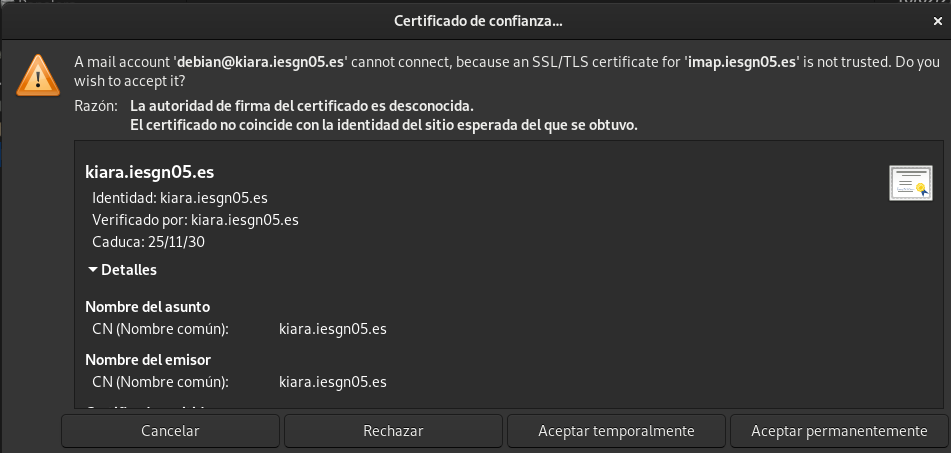 Certificado de confianza...
A mail account 'debian@kiara.iesgn05.es' cannot connect, because an SSL/TLS certificate for 'imap.iesgn05.es' is not trusted. Do you
wish to accept it?
Razón: La autoridad de firma del certificado es desconocida.
El certificado no coincide con la identidad del sitio esperada del que se obtuvo.
kiara.iesgn05.es
Identidad: kiara.iesgn05.es
Verificado por: kiara.iesgn05.es
Caduca: 25/11/30
Detalles
Nombre del asunto
CN (Nombre común): kiara.iesgn05.es
Nombre del emisor
CN (Nombre común): kiara.iesgn05.es
Cancelar Rechazar Aceptar temporalmente Aceptar permanentemente